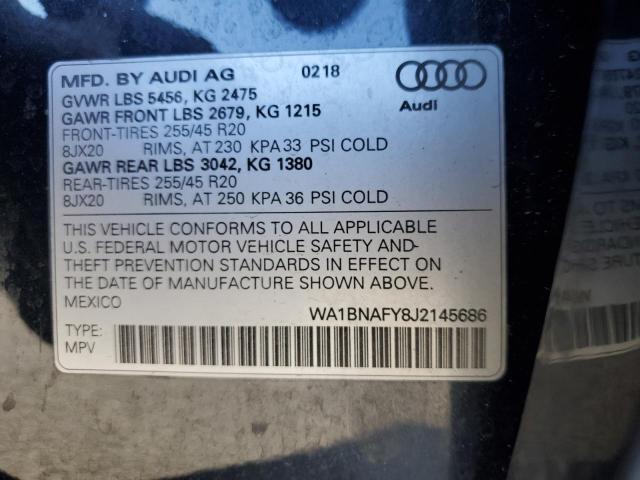 MFD. BY AUDI AG 0218
GVWR LBS 5456, KG 2475
GAWR FRONT LBS 2679, KG 1215
FRONT-TIRES 255/45 R20
8JX20 RIMS, AT 230 KPA 33 PSI COLD
GAWR REAR LBS 3042, KG 1380
REAR-TIRES 255/45 R20
8JX20 RIMS, AT 250 KPA 36 PSI COLD
Audi
THIS VEHICLE CONFORMS TO ALL APPLICABLE
U.S. FEDERAL MOTOR VEHICLE SAFETY AND-
THEFT PREVENTION STANDARDS IN EFFECT ON
THE DATE OF MANUFACTURE SHOWN ABOVE.
MEXICO
WA1BNAFY8J2145686
TYPE:
MPV